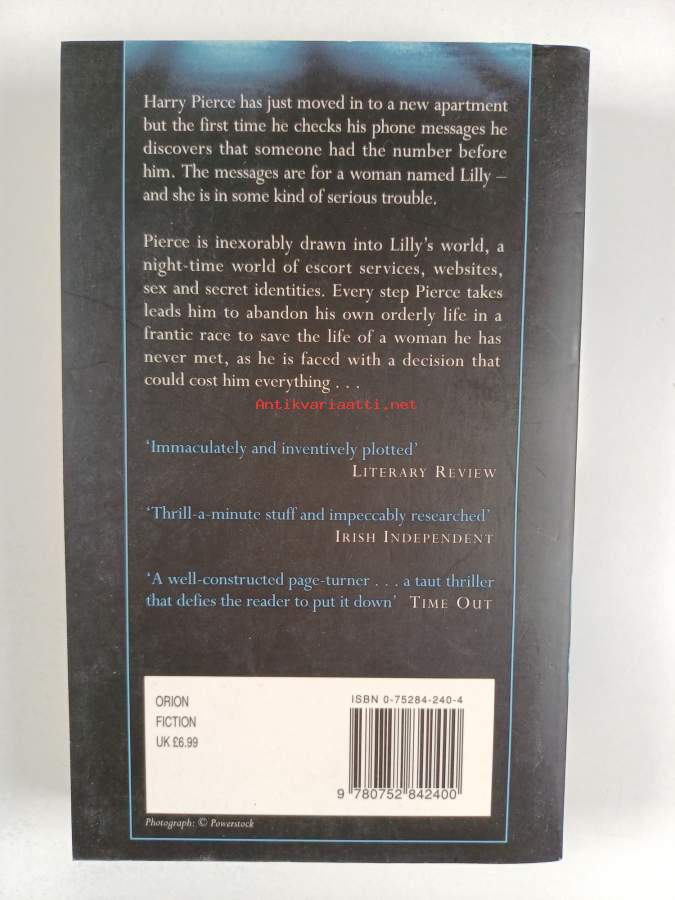 Harry Pierce has just moved in to a new apartment
but the first time he checks his phone messages he
discovers that someone had the number before
him. The messages are for a woman named Lilly –
and she is in some kind of serious trouble.
Pierce is inexorably drawn into Lilly's world, a
night-time world of escort services, websites,
sex and secret identities. Every step Pierce takes
leads him to abandon his own orderly life in a
frantic race to save the life of a woman he has
never met, as he is faced with a decision that
could cost him everything . . .
Antikvariaatti.net
'Immaculately and inventively plotted'
LITERARY REVIEW
'Thrill-a-minute stuff and impeccably researched'
IRISH INDEPENDENT
'A well-constructed page-turner . . . a taut thriller
that defies the reader to put it down' TIME OUT
ORION
FICTION
UK £6.99
ISBN 0-75284-240-4
9 780752 842400
Photograph: © Powerstock